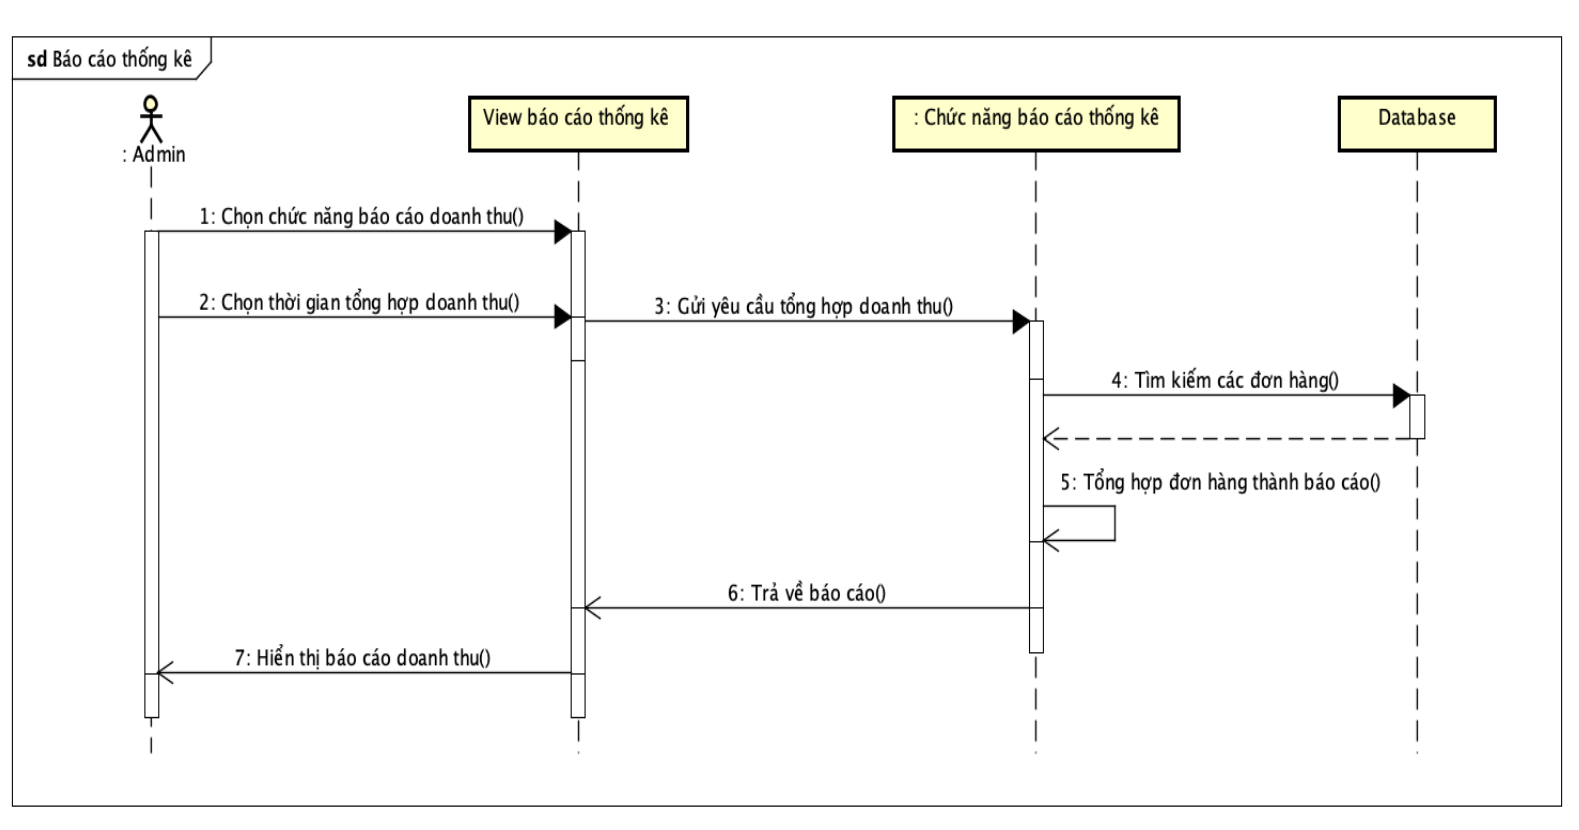 sd Báo cáo thống kê
: Admin
View báo cáo thống kê
: Chức năng báo cáo thống kê
Database
1: Chọn chức năng báo cáo doanh thu()
2: Chọn thời gian tổng hợp doanh thu()
3: Gửi yêu cầu tổng hợp doanh thu()
4: Tìm kiếm các đơn hàng()
5: Tổng hợp đơn hàng thành báo cáo()
6: Trả về báo cáo()
7: Hiển thị báo cáo doanh thu()